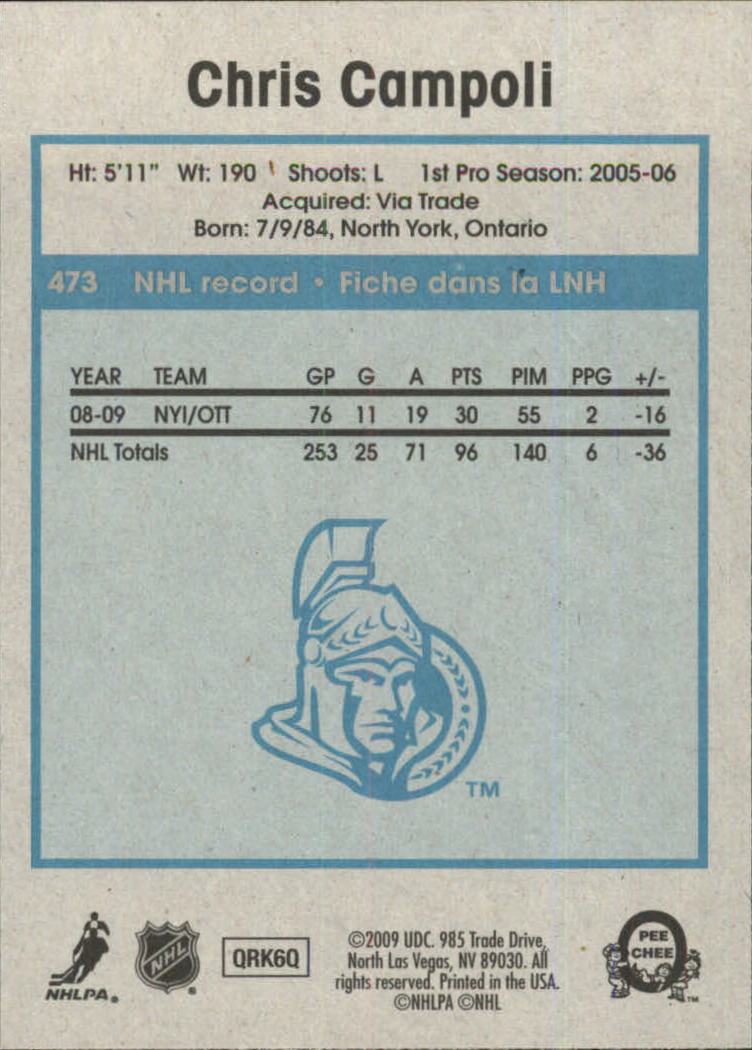 Chris Campoli
Ht: 5'11" Wt: 190 Shoots: L 1st Pro Season: 2005-06
Acquired: Via Trade
Born: 7/9/84, North York, Ontario
473 NHL record • Fiche dans la LNH
YEAR TEAM GP G A PTS PIM PPG +/-
08-09 NYI/OTT 76 11 19 30 55 2 -16
NHL Totals 253 25 71 96 140 6 -36
TM
NHLPA®
NHL®
QRK6Q
©2009 UDC. 985 Trade Drive,
North Las Vegas, NV 89030. All
rights reserved. Printed in the USA.
©NHLPA ©NHL
O
PEE
CHEE
TM